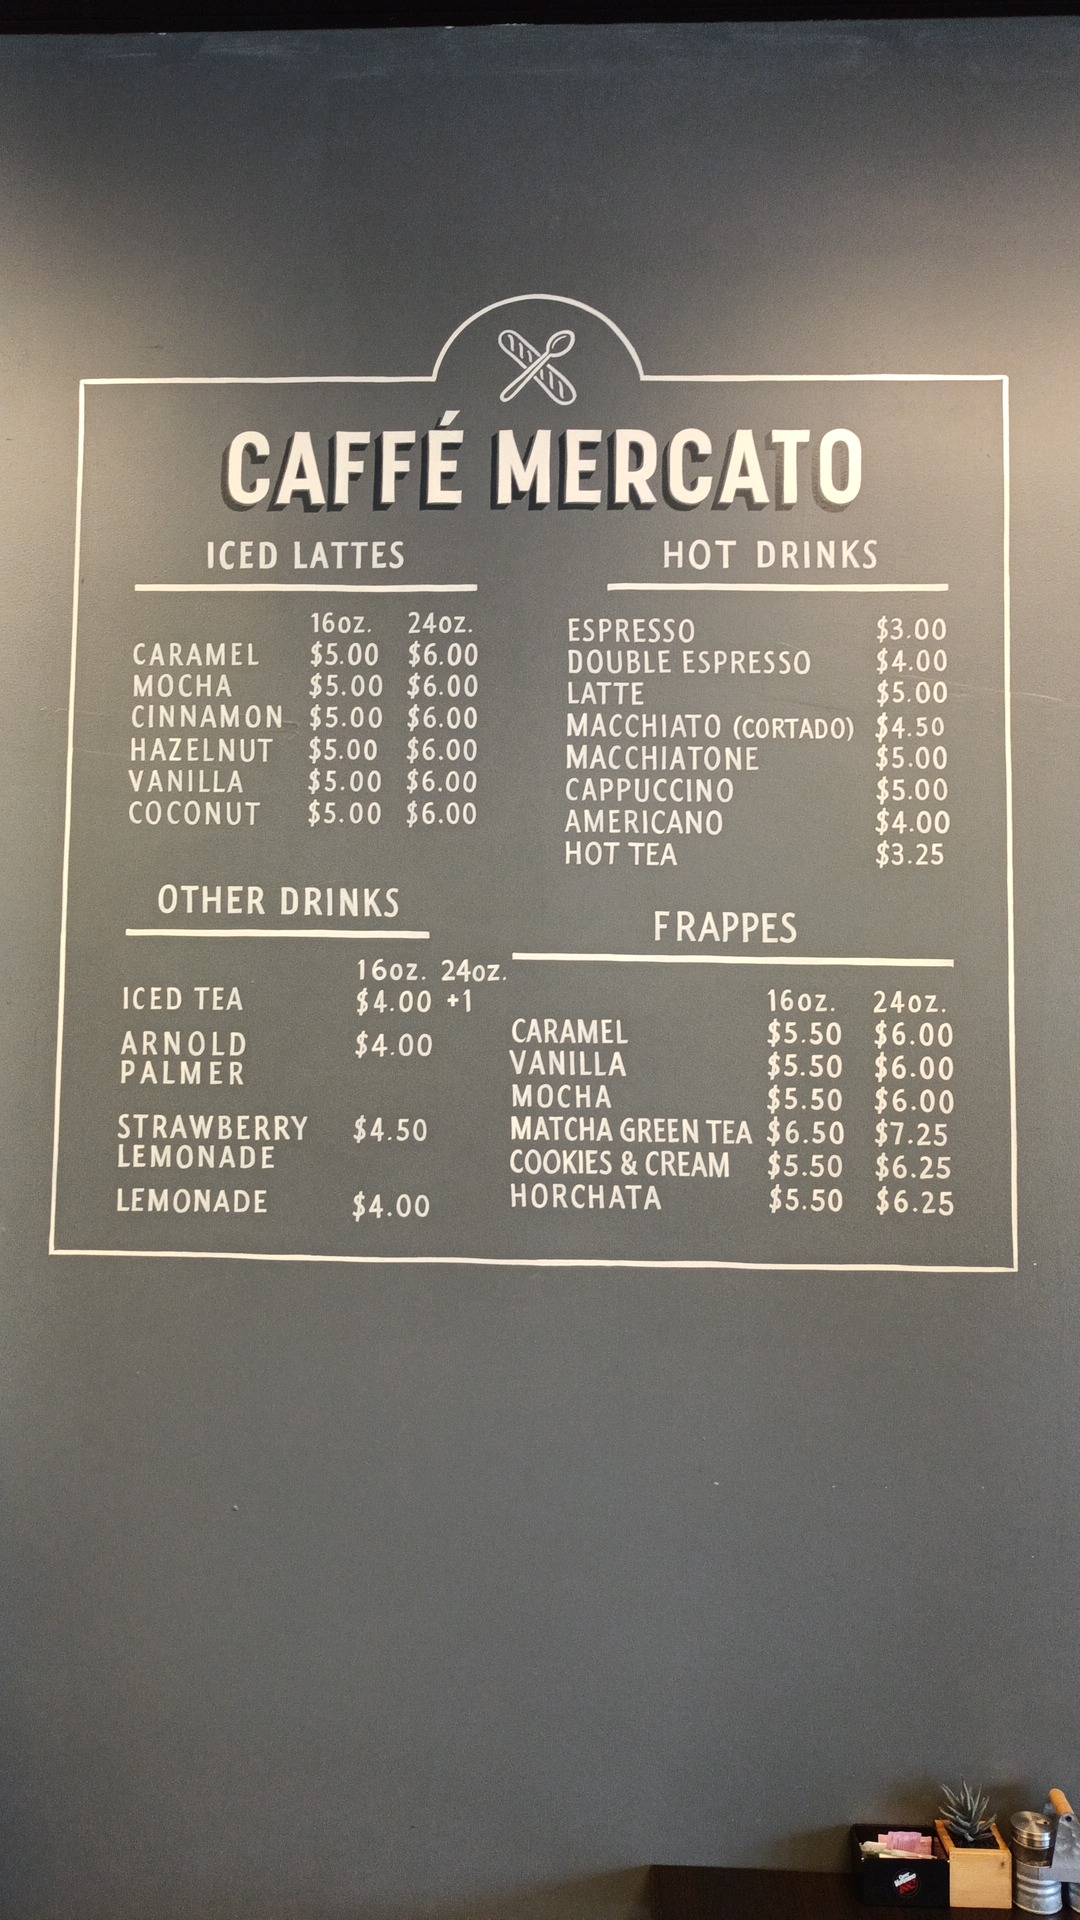 CAFFÉ MERCATO
ICED LATTES
16oz. 24oz.
CARAMEL $5.00 $6.00
MOCHA $5.00 $6.00
CINNAMON $5.00 $6.00
HAZELNUT $5.00 $6.00
VANILLA $5.00 $6.00
COCONUT $5.00 $6.00
HOT DRINKS
ESPRESSO $3.00
DOUBLE ESPRESSO $4.00
LATTE $5.00
MACCHIATO (CORTADO) $4.50
MACCHIATONE $5.00
CAPPUCCINO $5.00
AMERICANO $4.00
HOT TEA $3.25
OTHER DRINKS
16oz. 24oz.
ICED TEA $4.00 +1
ARNOLD $4.00
PALMER
STRAWBERRY $4.50
LEMONADE
LEMONADE $4.00
FRAPPES
16oz. 24oz.
CARAMEL $5.50 $6.00
VANILLA $5.50 $6.00
MOCHA $5.50 $6.00
MATCHA GREEN TEA $6.50 $7.25
COOKIES & CREAM $5.50 $6.25
HORCHATA $5.50 $6.25